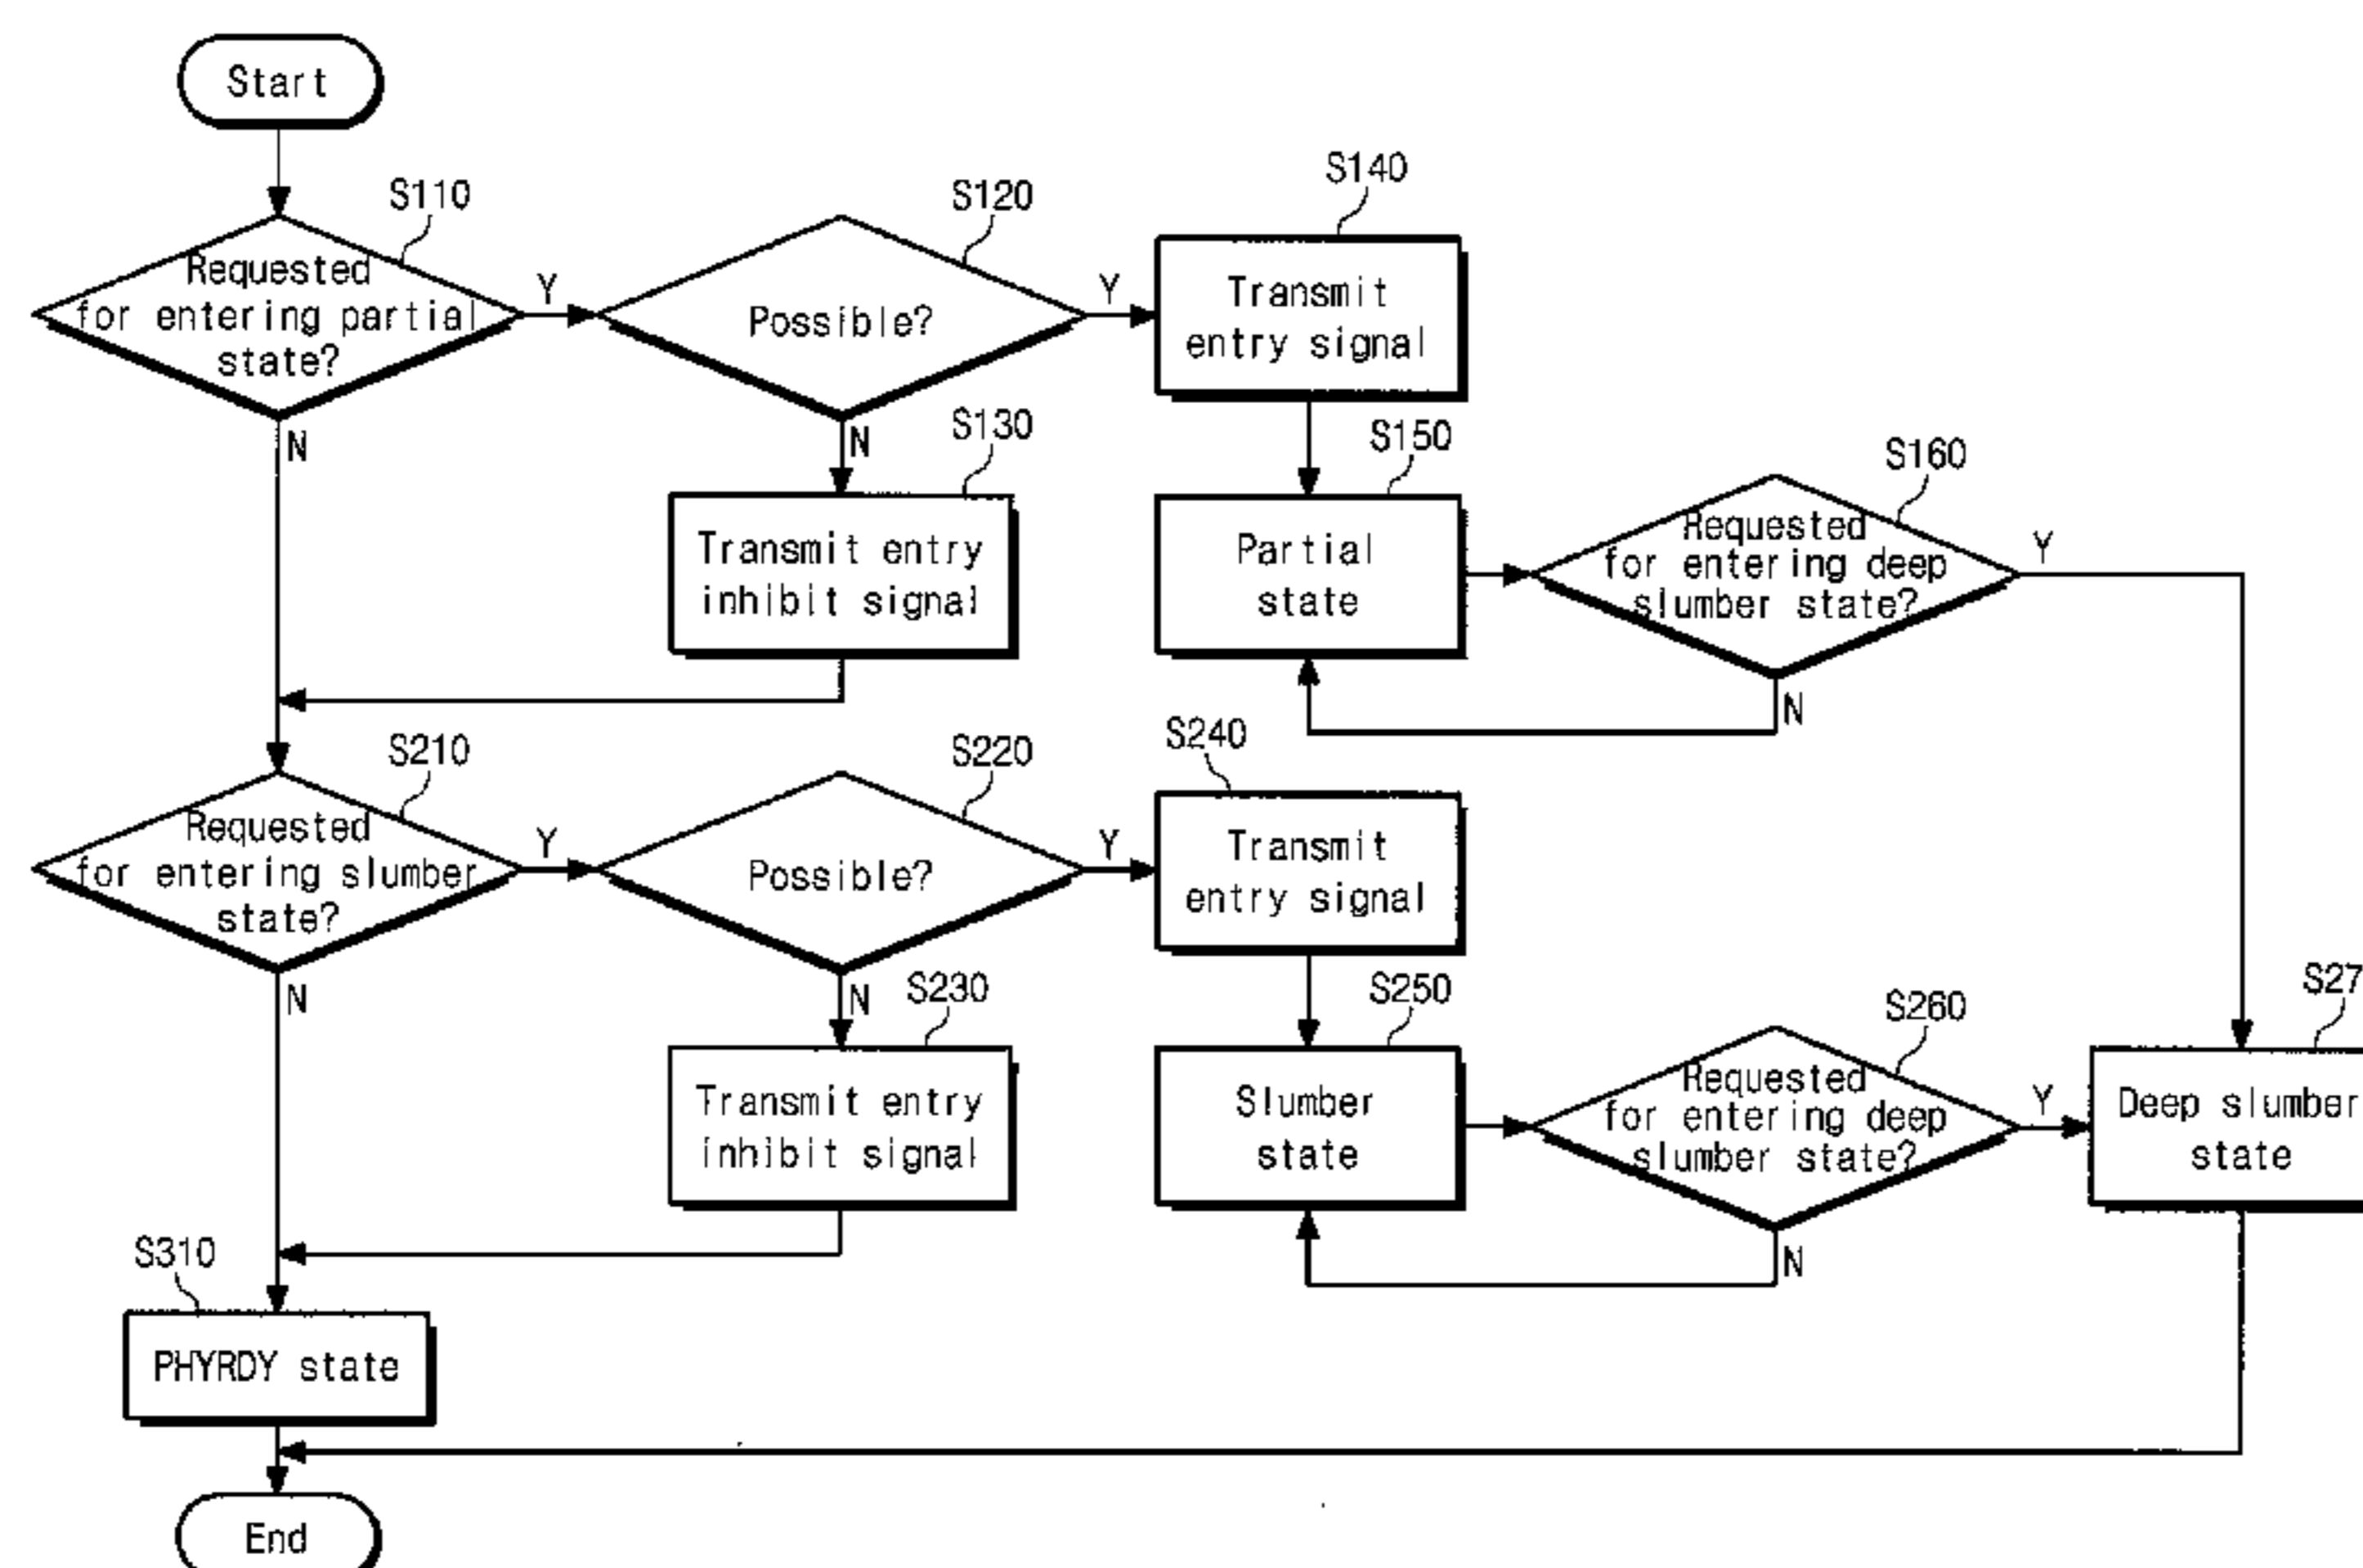 Start
S110
S120
S140
Requested
for entering partial
state?
Y
Possible?
Y
Transmit
entry signal
N
N
S130
S150
S160
Transmit entry
inhibit signal
Partial
state
Requested
for entering deep
slumber state?
Y
N
S210
S220
S240
Requested
for entering slumber
state?
Y
Possible?
Y
Transmit
entry signal
N
N
S230
S250
S260
S27
Transmit entry
inhibit signal
Slumber
state
Requested
for entering deep
slumber state?
Y
Deep slumber
state
N
S310
PHYRDY state
End